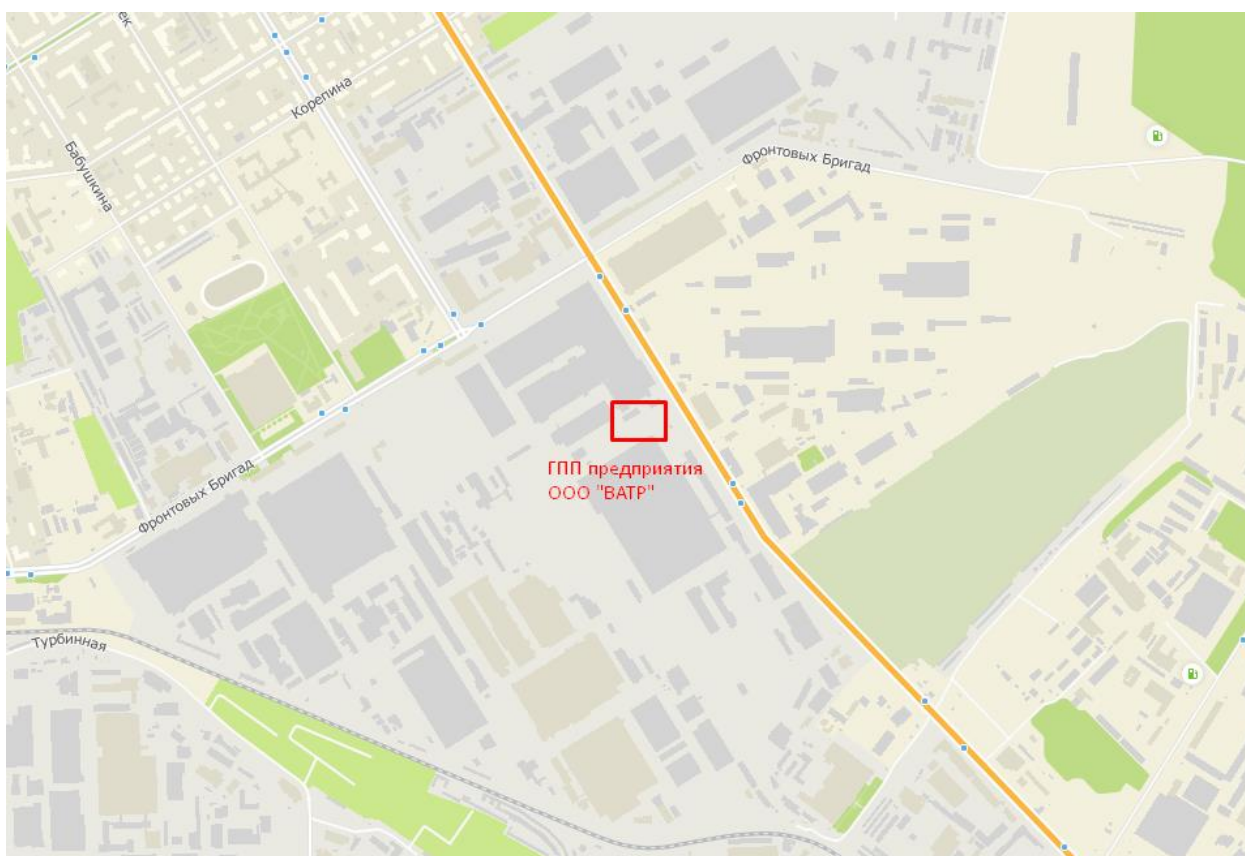 Корепина
Бабушкина
Фронтовых Бригад
ГПП предприятия
ООО "ВАТР"
Фронтовых Бригад
Турбинная